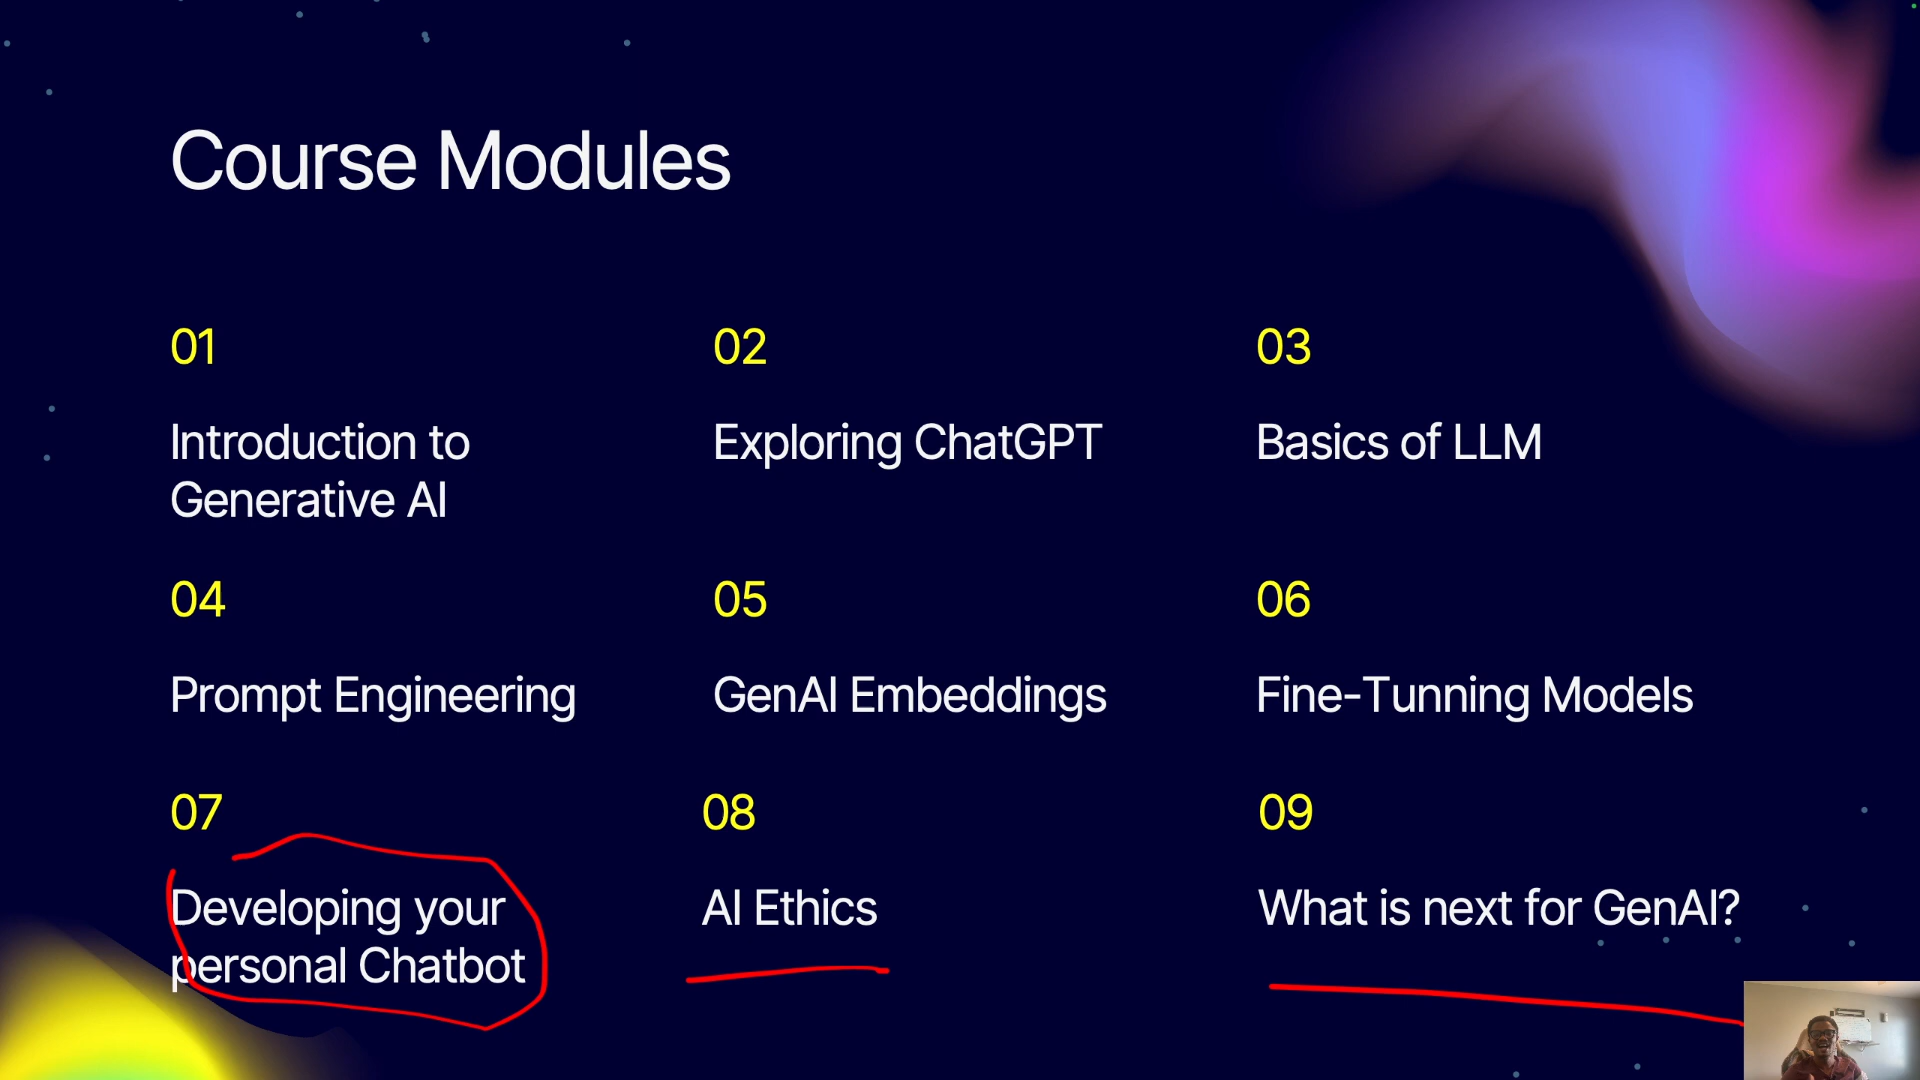 Course Modules
01
02
03
Introduction to
Generative AI
Exploring ChatGPT
Basics of LLM
04
05
06
Prompt Engineering
GenAI Embeddings
Fine-Tunning Models
07
08
09
Developing your
personal Chatbot
AI Ethics
What is next for GenAI?